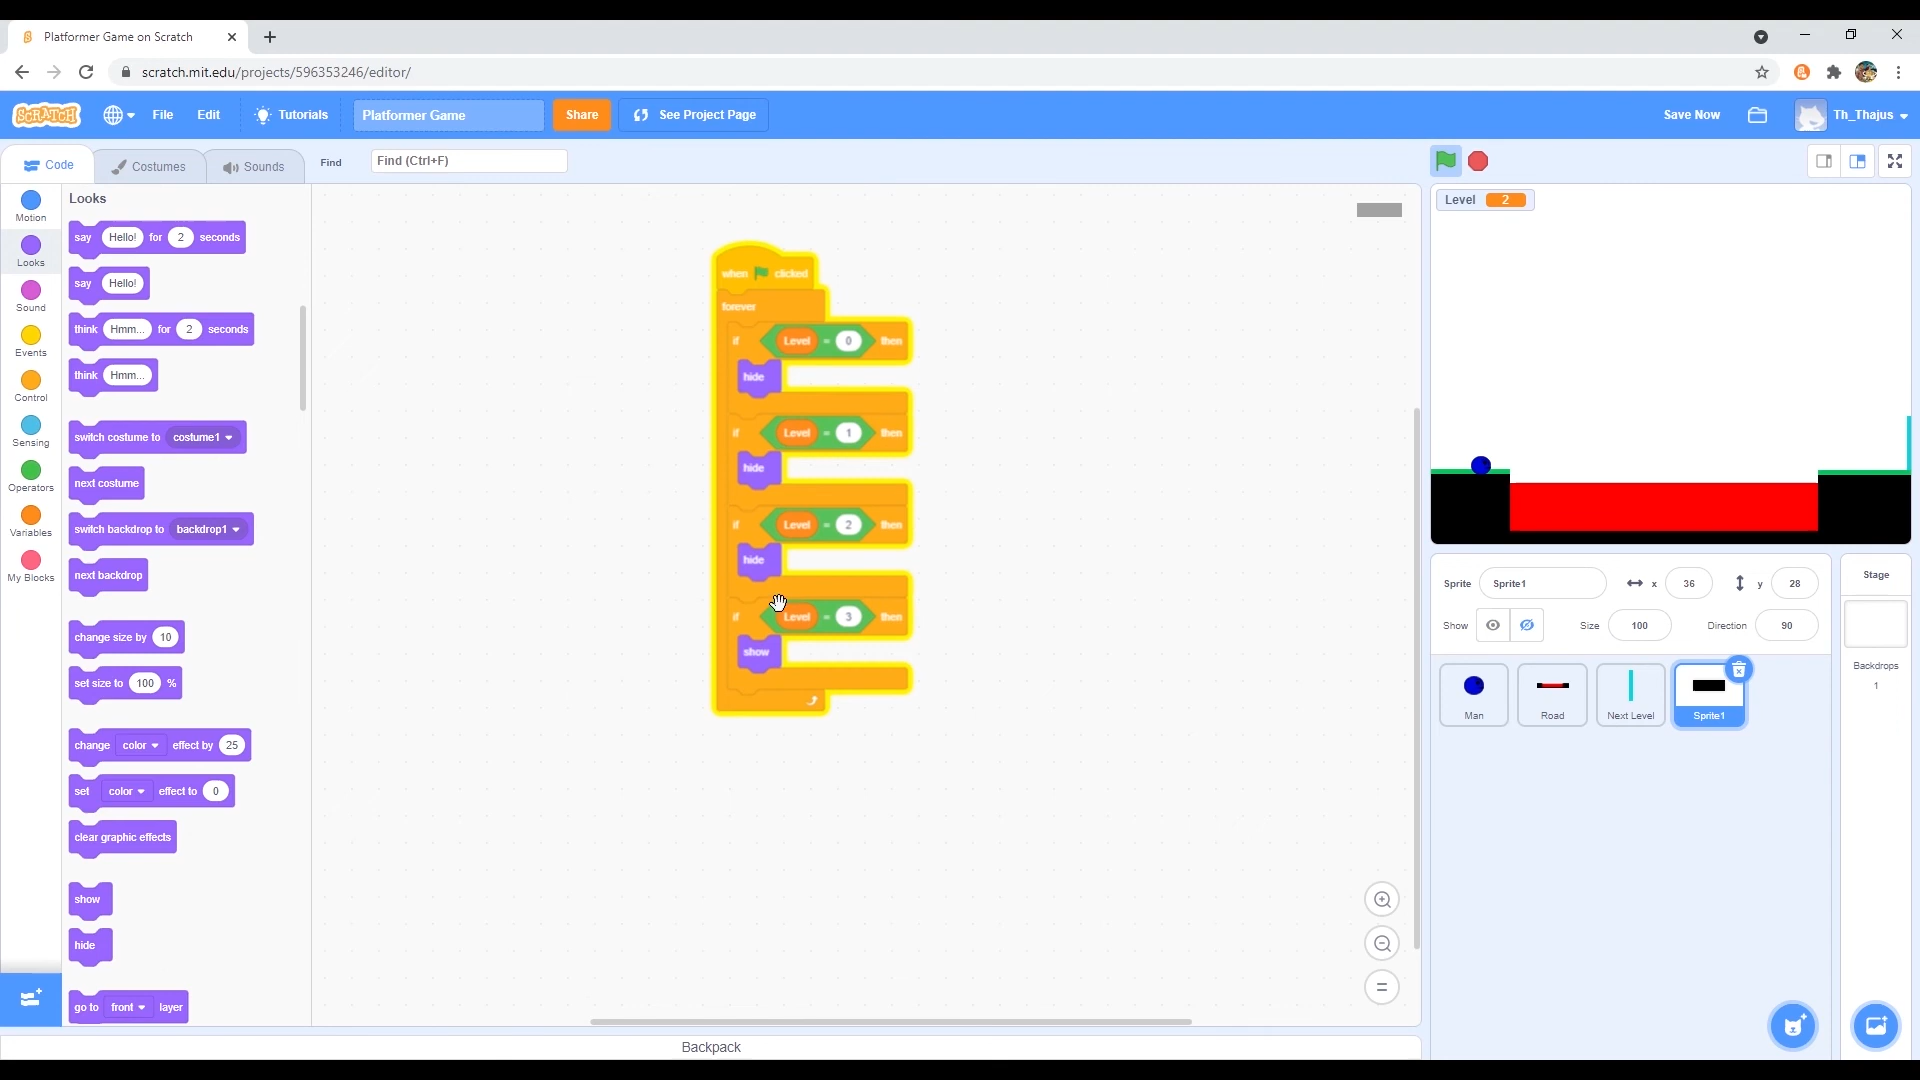 Platformer Game on Scratch
scratch.mit.edu/projects/596353246/editor/
SCRATCH
File
Edit
Tutorials
Platformer Game
Share
See Project Page
Save Now
Th_Thajus
Code
Costumes
Sounds
Find
Find (Ctrl+F)
Motion
Looks
Sound
Events
Control
Sensing
Operators
Variables
My Blocks
Looks
say Hello! for 2 seconds
say Hello!
think Hmm... for 2 seconds
think Hmm...
switch costume to costume1
next costume
switch backdrop to backdrop1
next backdrop
change size by 10
set size to 100 %
change color effect by 25
set color effect to 0
clear graphic effects
show
hide
go to front layer
when clicked
forever
if Level = 0 then
hide
if Level = 1 then
hide
if Level = 2 then
hide
if Level = 3 then
show
Level 2
Sprite Sprite1 x 36 y 28
Show Size 100 Direction 90
Man
Road
Next Level
Sprite1
Stage
Backdrops
1
Backpack